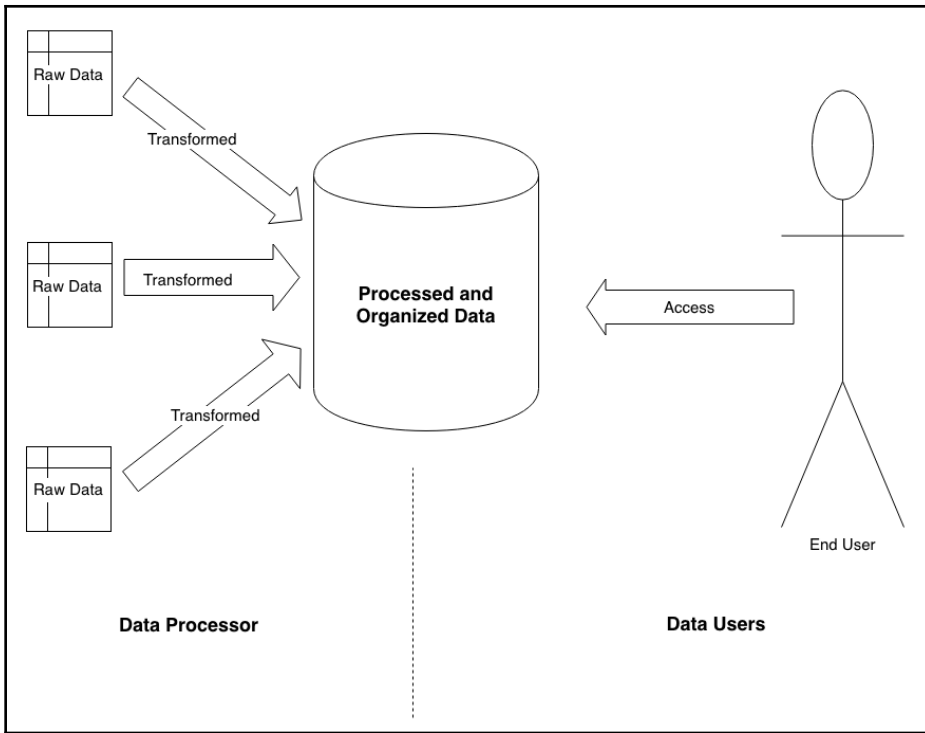 Raw Data
Transformed
Raw Data
Transformed
Processed and
Organized Data
Access
Transformed
Raw Data
End User
Data Processor
Data Users